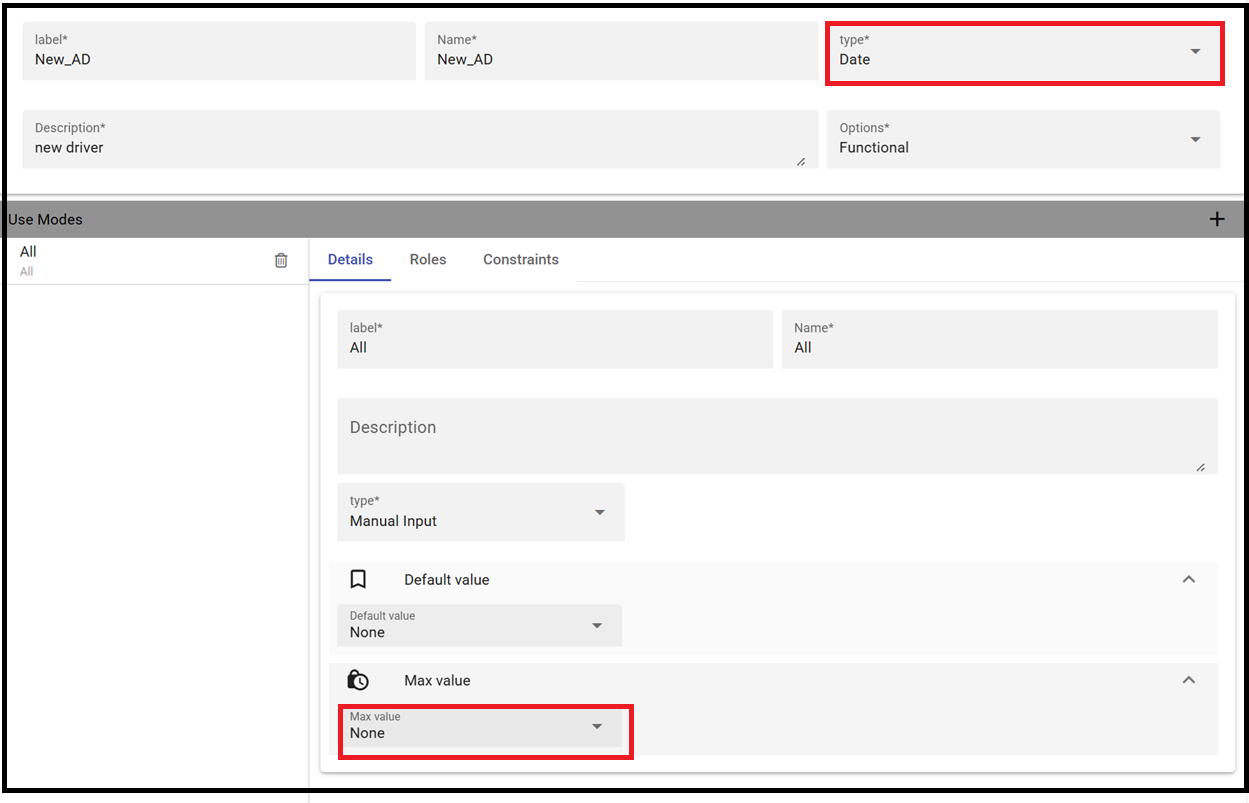 label*
New_AD
Name*
New_AD
type*
Date
Description*
new driver
Options*
Functional
Use Modes
All
All
Details
Roles
Constraints
label*
All
Name*
All
Description
type*
Manual Input
Default value
Default value
None
Max value
Max value
None